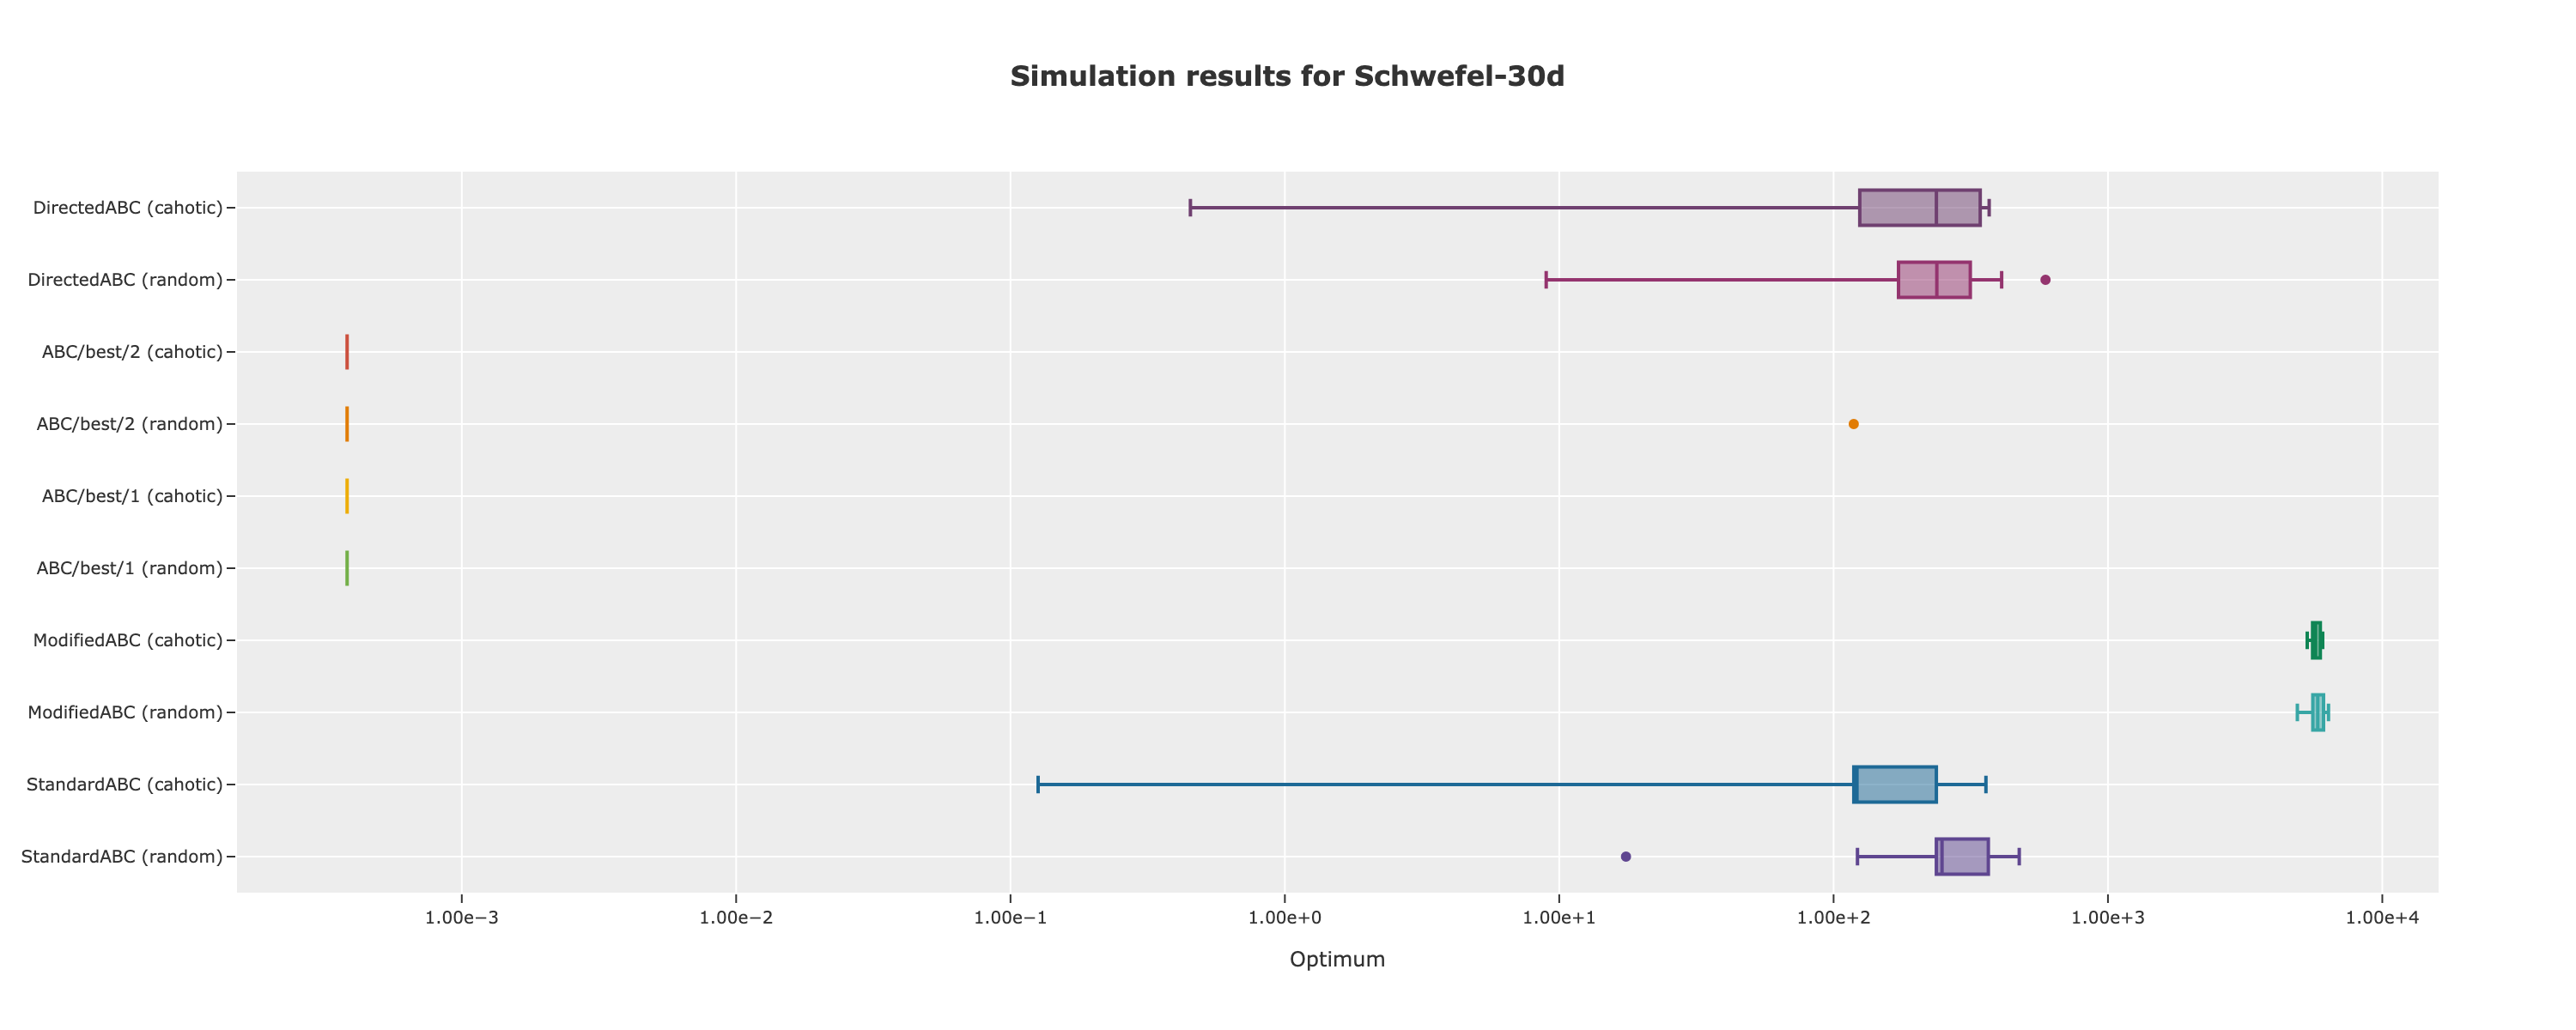 Simulation results for Schwefel-30d
DirectedABC (cahotic)
DirectedABC (random)
ABC/best/2 (cahotic)
ABC/best/2 (random)
ABC/best/1 (cahotic)
ABC/best/1 (random)
ModifiedABC (cahotic)
ModifiedABC (random)
StandardABC (cahotic)
StandardABC (random)
1.00e−3 1.00e−2 1.00e−1 1.00e+0 1.00e+1 1.00e+2 1.00e+3 1.00e+4
Optimum